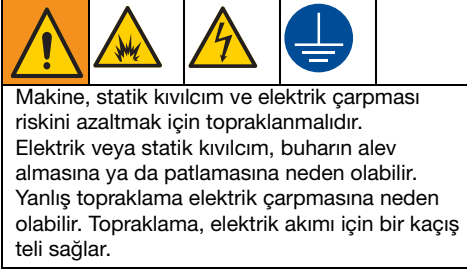 Makine, statik kıvılcım ve elektrik çarpması
riskini azaltmak için topraklanmalıdır.
Elektrik veya statik kıvılcım, buharın alev
almasına ya da patlamasına neden olabilir.
Yanlış topraklama elektrik çarpmasına neden
olabilir. Topraklama, elektrik akımı için bir kaçış
teli sağlar.